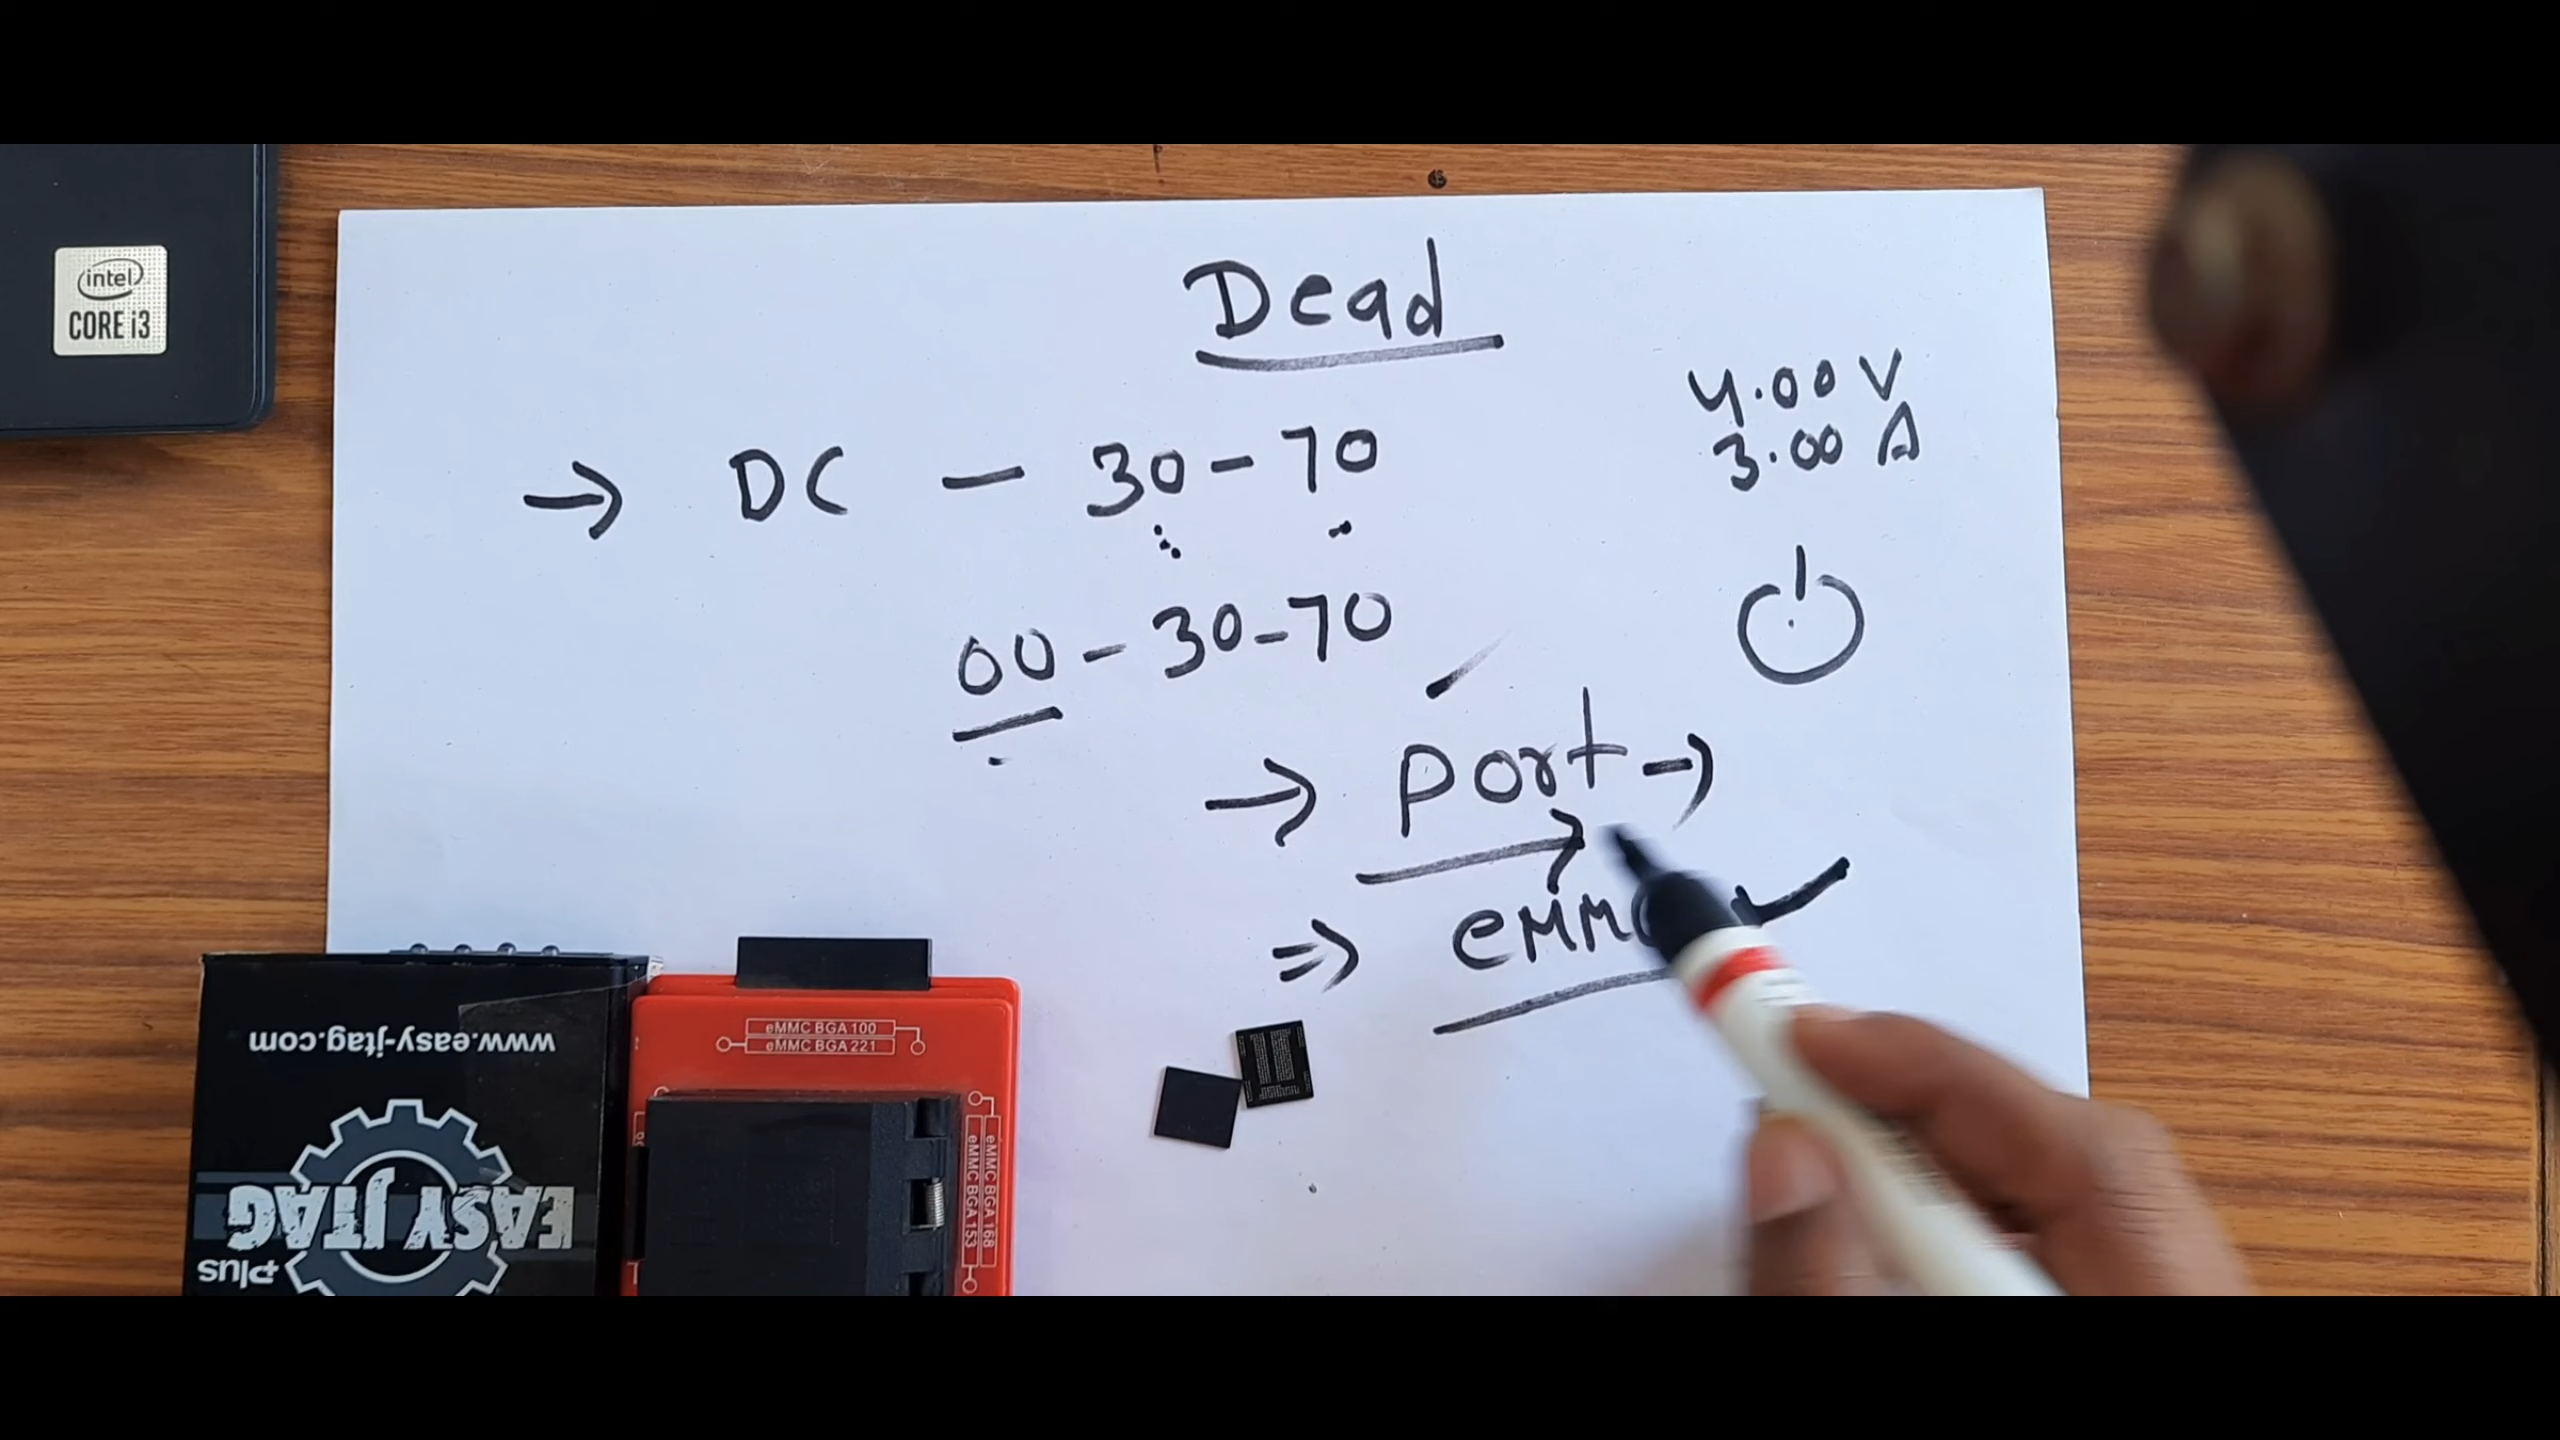 intel
CORE i3
Dead
4.00 V
3.00 A
→ DC – 30-70
00-30-70
→ Port →
⇒ eMMC ✓
www.easy-jtag.com
EASY JTAG
Plus
eMMC BGA 100
eMMC BGA 221
eMMC BGA 168
eMMC BGA 153